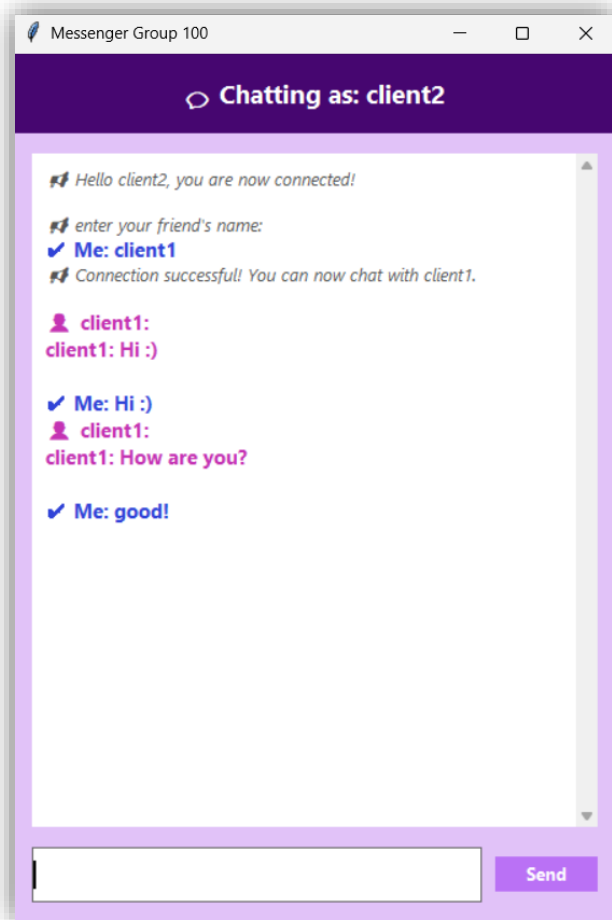 Messenger Group 100
Chatting as: client2
Hello client2, you are now connected!
enter your friend's name:
✔ Me: client1
Connection successful! You can now chat with client1.
client1:
client1: Hi :)
✔ Me: Hi :)
client1:
client1: How are you?
✔ Me: good!
Send